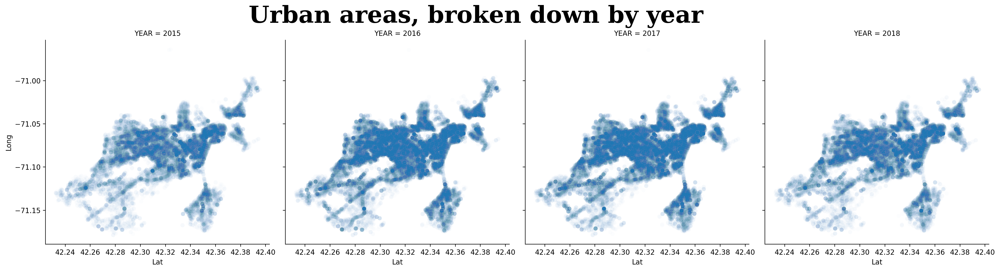 Urban areas, broken down by year
YEAR = 2015
YEAR = 2016
YEAR = 2017
YEAR = 2018
Long
−71.00
−71.05
−71.10
−71.15
42.24 42.26 42.28 42.30 42.32 42.34 42.36 42.38 42.40
Lat
42.24 42.26 42.28 42.30 42.32 42.34 42.36 42.38 42.40
Lat
42.24 42.26 42.28 42.30 42.32 42.34 42.36 42.38 42.40
Lat
42.24 42.26 42.28 42.30 42.32 42.34 42.36 42.38 42.40
Lat